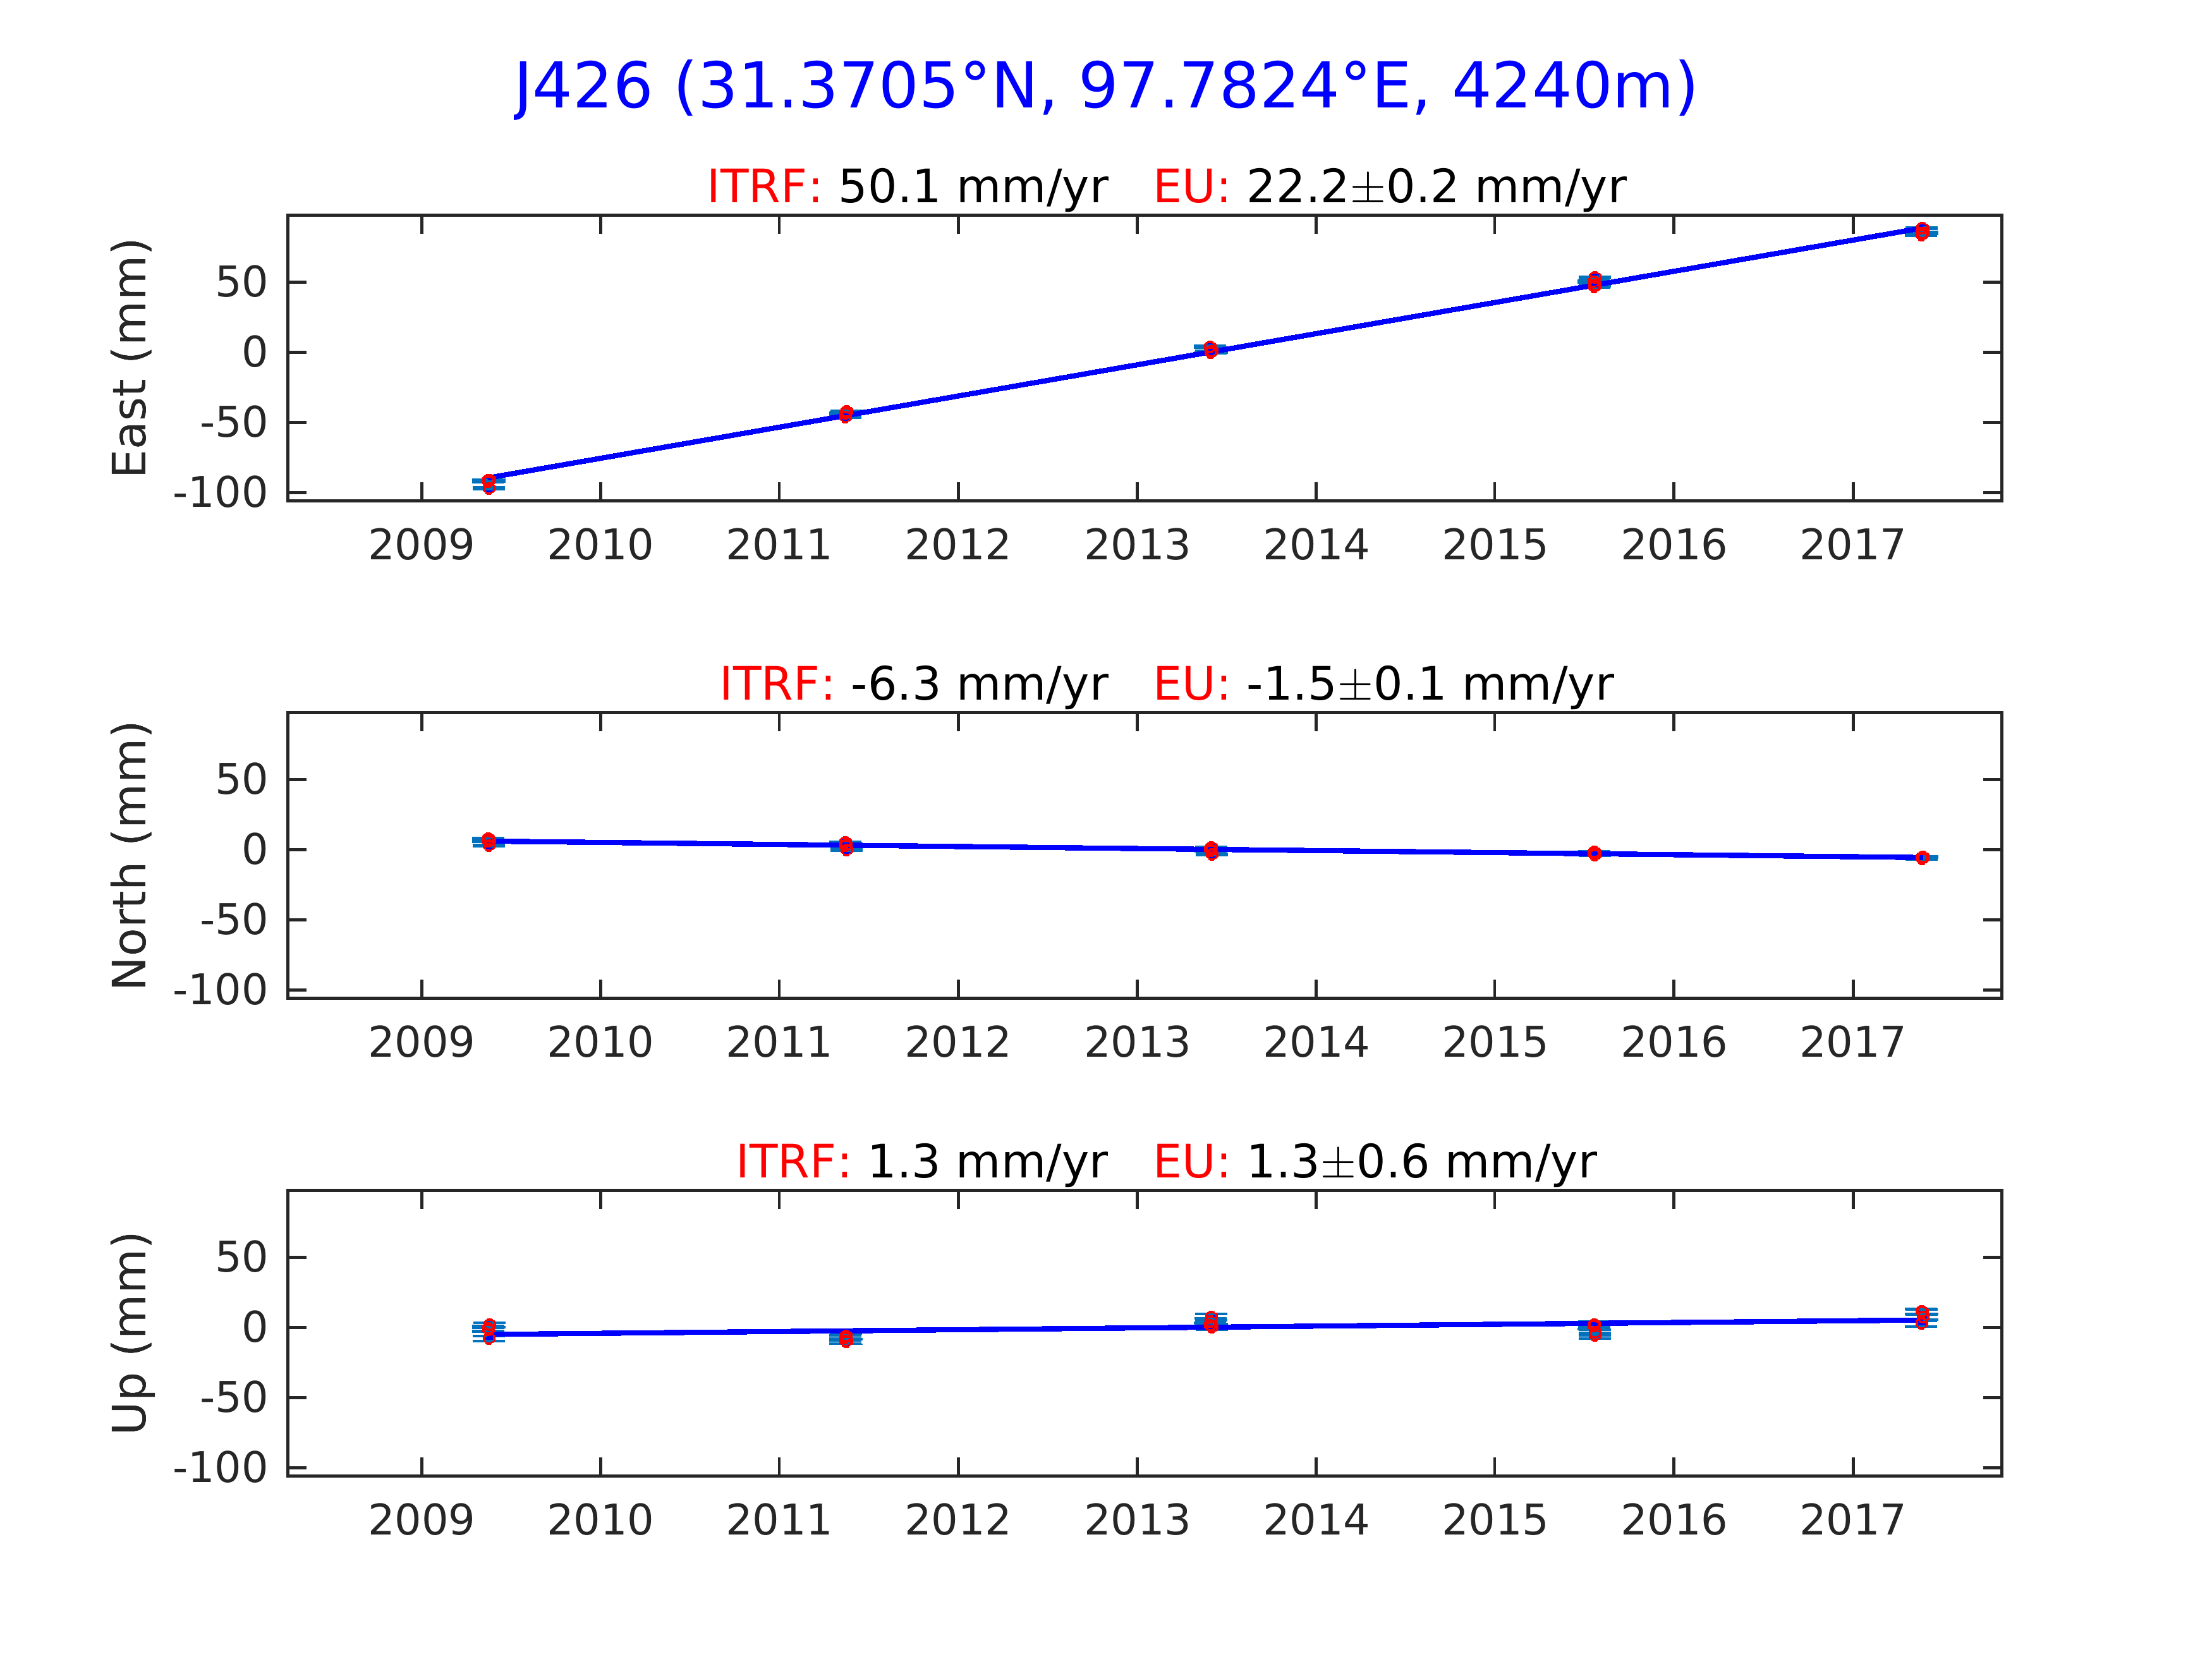 J426 (31.3705°N, 97.7824°E, 4240m)
ITRF: 50.1 mm/yr EU: 22.2±0.2 mm/yr
East (mm)
50
0
-50
-100
2009 2010 2011 2012 2013 2014 2015 2016 2017
ITRF: -6.3 mm/yr EU: -1.5±0.1 mm/yr
North (mm)
50
0
-50
-100
2009 2010 2011 2012 2013 2014 2015 2016 2017
ITRF: 1.3 mm/yr EU: 1.3±0.6 mm/yr
Up (mm)
50
0
-50
-100
2009 2010 2011 2012 2013 2014 2015 2016 2017